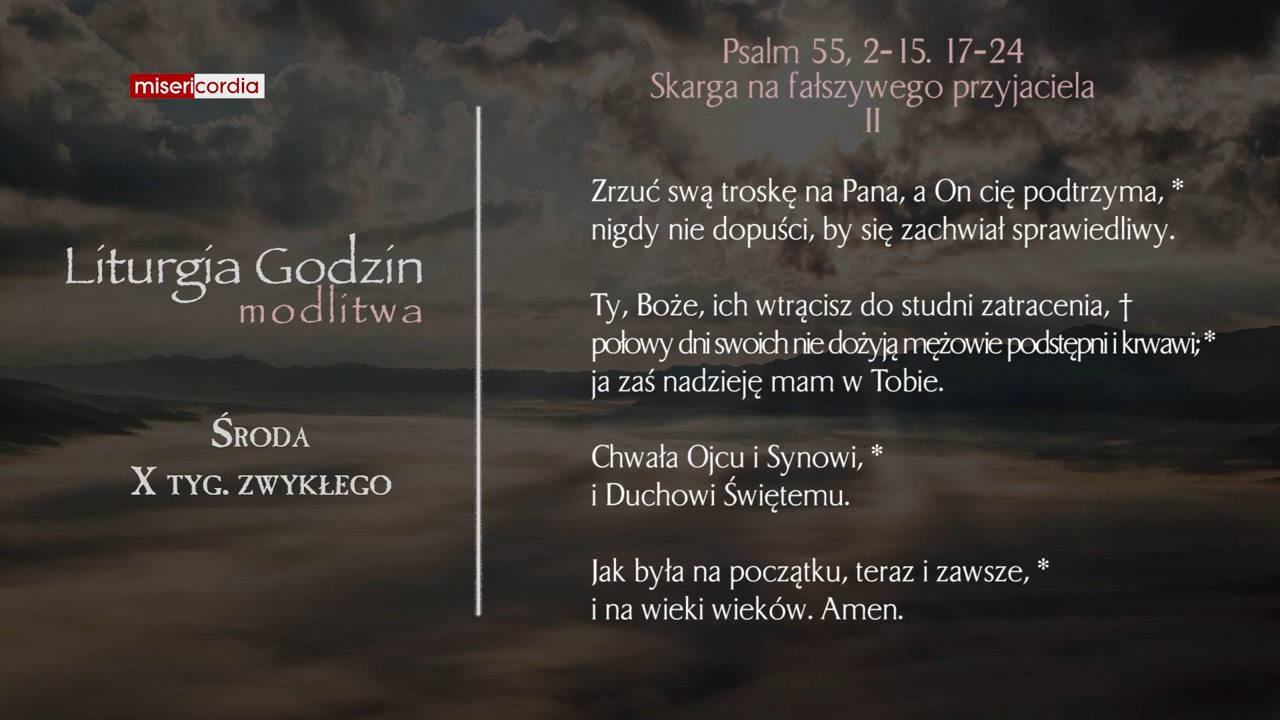 misericordia
Liturgia Godzin
modlitwa
Środa
X tyg. zwykłego
Psalm 55, 2-15. 17-24
Skarga na fałszywego przyjaciela
II
Zrzuć swą troskę na Pana, a On cię podtrzyma, *
nigdy nie dopuści, by się zachwiał sprawiedliwy.
Ty, Boże, ich wtrącisz do studni zatracenia, †
połowy dni swoich nie dożyją mężowie podstępni i krwawi; *
ja zaś nadzieję mam w Tobie.
Chwała Ojcu i Synowi, *
i Duchowi Świętemu.
Jak była na początku, teraz i zawsze, *
i na wieki wieków. Amen.